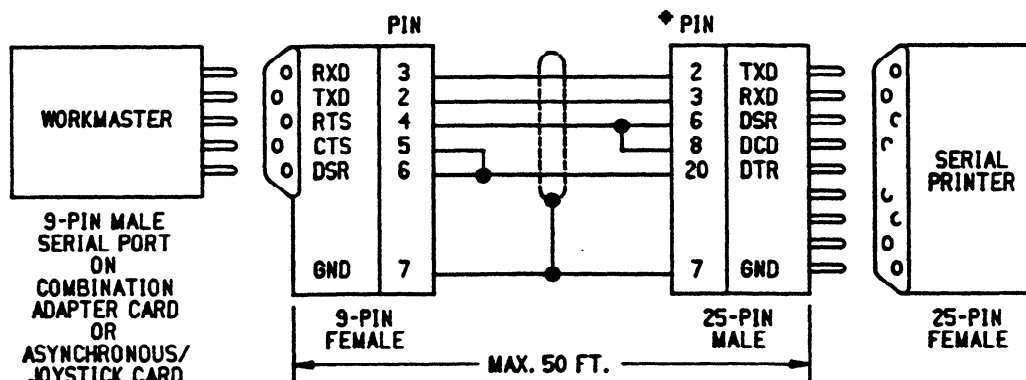 PIN
◆ PIN
WORKMASTER
RXD 3
TXD 2
RTS 4
CTS 5
DSR 6
GND 7
2 TXD
3 RXD
6 DSR
8 DCD
20 DTR
7 GND
SERIAL
PRINTER
9-PIN MALE
SERIAL PORT
ON
COMBINATION
ADAPTER CARD
OR
ASYNCHRONOUS/
JOYSTICK CARD
9-PIN
FEMALE
25-PIN
MALE
25-PIN
FEMALE
MAX. 50 FT.